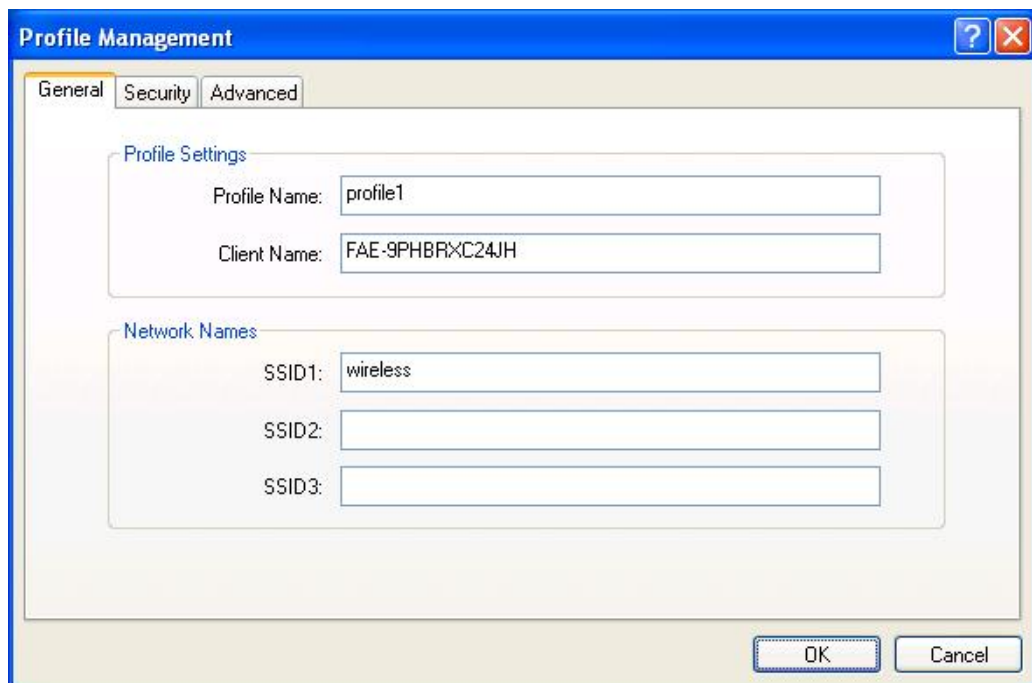 Profile Management
General Security Advanced
Profile Settings
Profile Name: profile1
Client Name: FAE-9PHBRXC24JH
Network Names
SSID1: wireless
SSID2:
SSID3:
OK Cancel